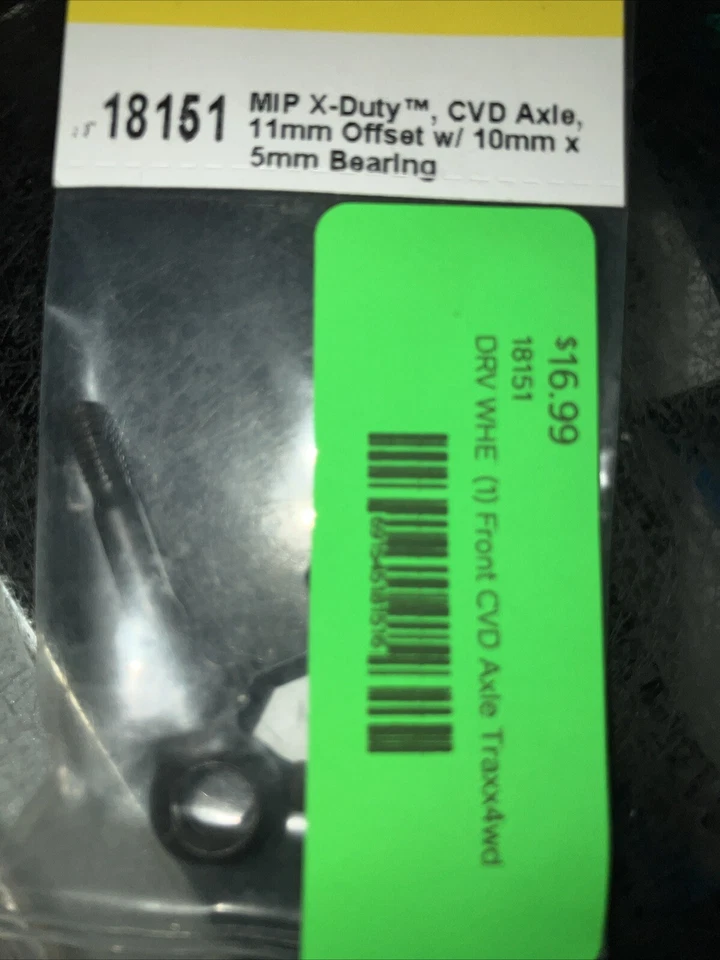 18151
MIP X-Duty™, CVD Axle,
11mm Offset w/ 10mm x
5mm Bearing
$16.99
18151
DRV WHE (1) Front CVD Axle Traxx4wd